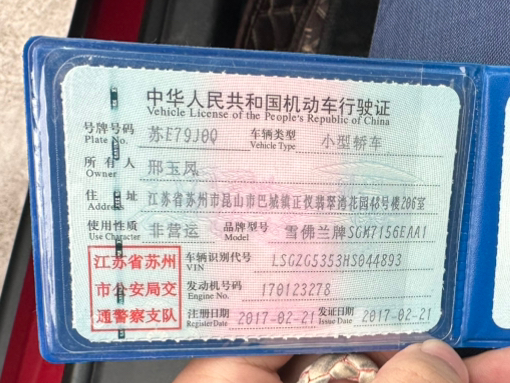 中华人民共和国机动车行驶证
Vehicle License of the People's Republic of China
号牌号码 苏E79J0Q 车辆类型 小型轿车
Plate No. Vehicle Type
所有人 邢玉凤
Owner
住址 江苏省苏州市昆山市巴城镇正仪翡翠湾花园48号楼206室
Address
使用性质 非营运 品牌型号 雪佛兰牌SGM7156EAA1
Use Character Model
江苏省苏州 车辆识别代号 LSGZG5353HS044893
VIN
市公安局交 发动机号码 170123278
Engine No.
通警察支队 注册日期 2017-02-21 发证日期 2017-02-21
Register Date Issue Date